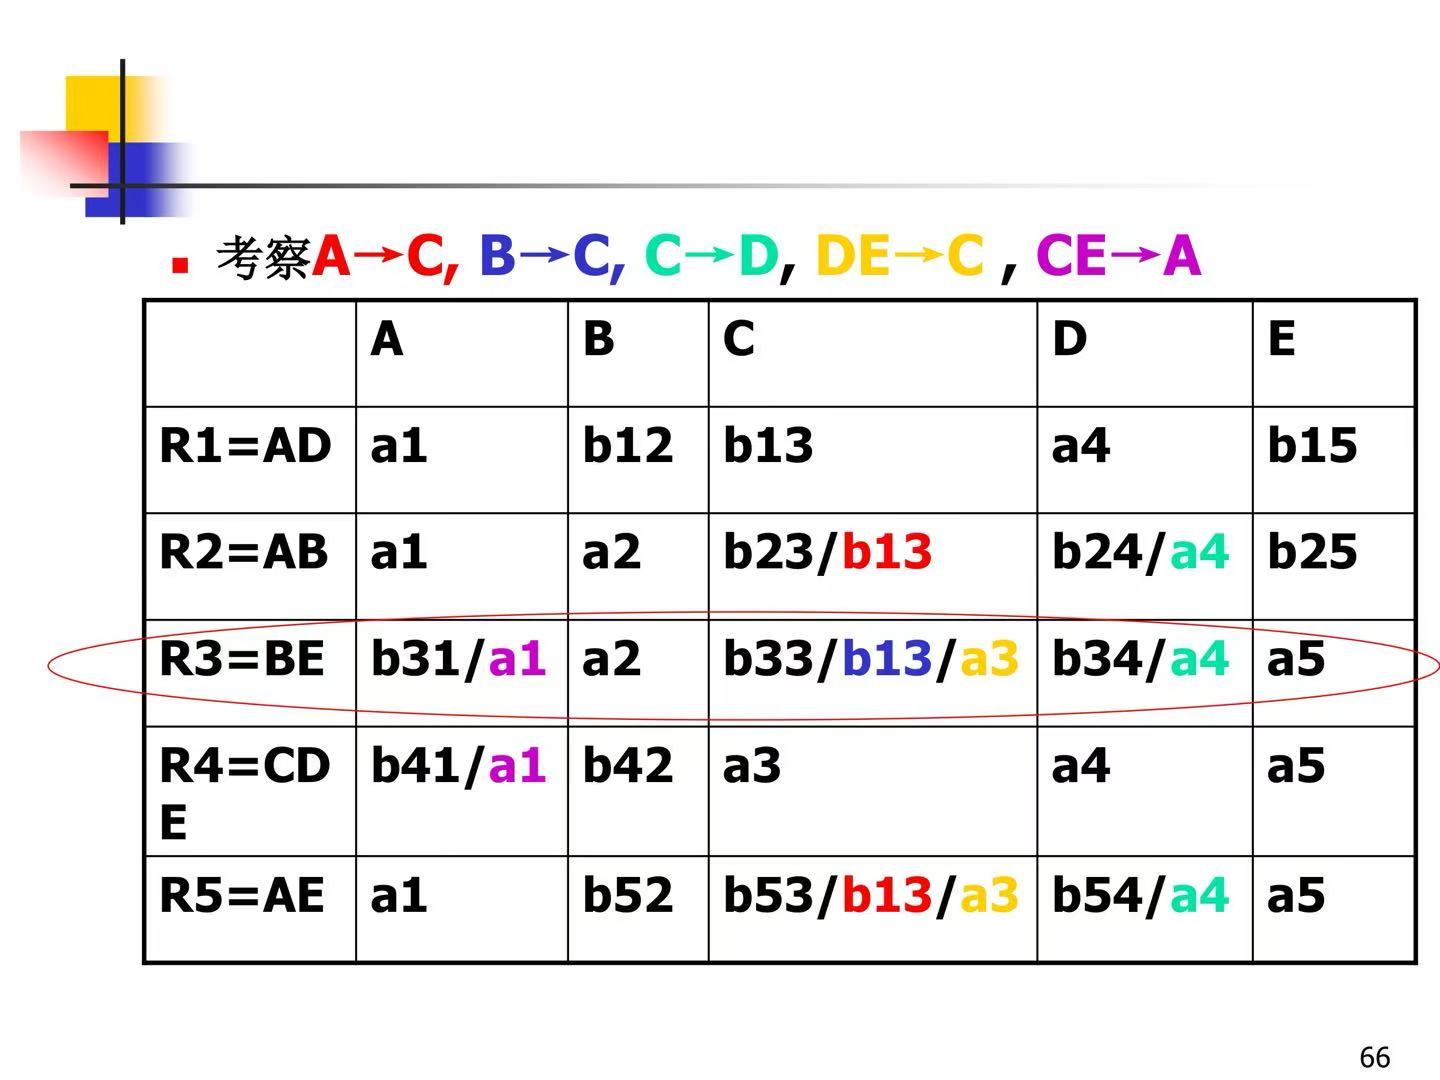 考察A→C, B→C, C→D, DE→C , CE→A
A B C D E
R1=AD a1 b12 b13 a4 b15
R2=AB a1 a2 b23/b13 b24/a4 b25
R3=BE b31/a1 a2 b33/b13/a3 b34/a4 a5
R4=CD b41/a1 b42 a3 a4 a5
E
R5=AE a1 b52 b53/b13/a3 b54/a4 a5
66